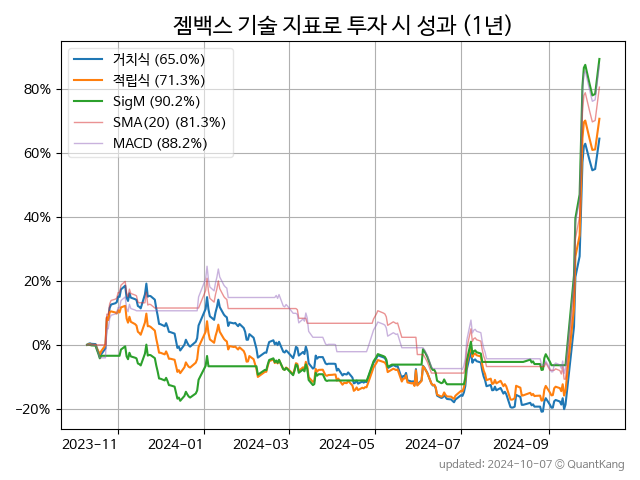 젬백스 기술 지표로 투자 시 성과 (1년)
거치식 (65.0%)
적립식 (71.3%)
SigM (90.2%)
SMA(20) (81.3%)
MACD (88.2%)
80%
60%
40%
20%
0%
−20%
2023−11
2024−01
2024−03
2024−05
2024−07
2024−09
updated: 2024-10-07 © QuantKang